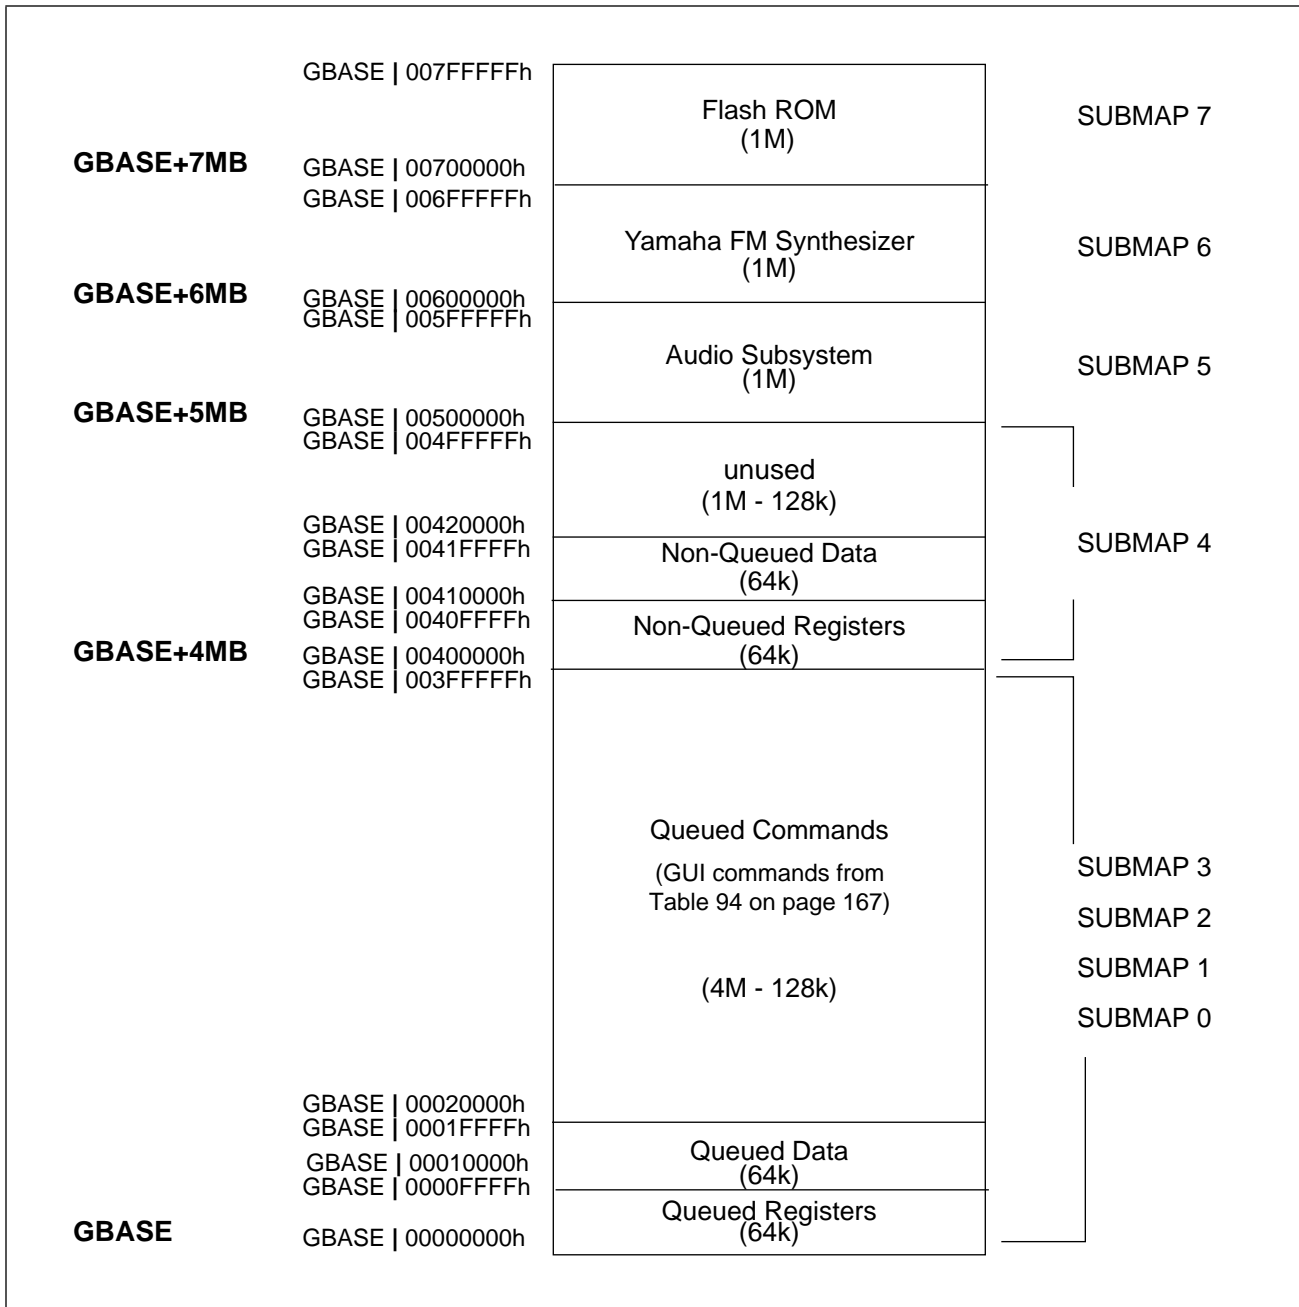 GBASE | 007FFFFFh
Flash ROM
(1M)
SUBMAP 7
GBASE+7MB
GBASE | 00700000h
GBASE | 006FFFFFh
Yamaha FM Synthesizer
(1M)
SUBMAP 6
GBASE+6MB
GBASE | 00600000h
GBASE | 005FFFFFh
Audio Subsystem
(1M)
SUBMAP 5
GBASE+5MB
GBASE | 00500000h
GBASE | 004FFFFFh
unused
(1M - 128k)
GBASE | 00420000h
GBASE | 0041FFFFh
Non-Queued Data
(64k)
SUBMAP 4
GBASE | 00410000h
GBASE | 0040FFFFh
Non-Queued Registers
(64k)
GBASE+4MB
GBASE | 00400000h
GBASE | 003FFFFFh
Queued Commands
(GUI commands from
Table 94 on page 167)
(4M - 128k)
SUBMAP 3
SUBMAP 2
SUBMAP 1
SUBMAP 0
GBASE | 00020000h
GBASE | 0001FFFFh
Queued Data
(64k)
GBASE | 00010000h
GBASE | 0000FFFFh
Queued Registers
(64k)
GBASE
GBASE | 00000000h